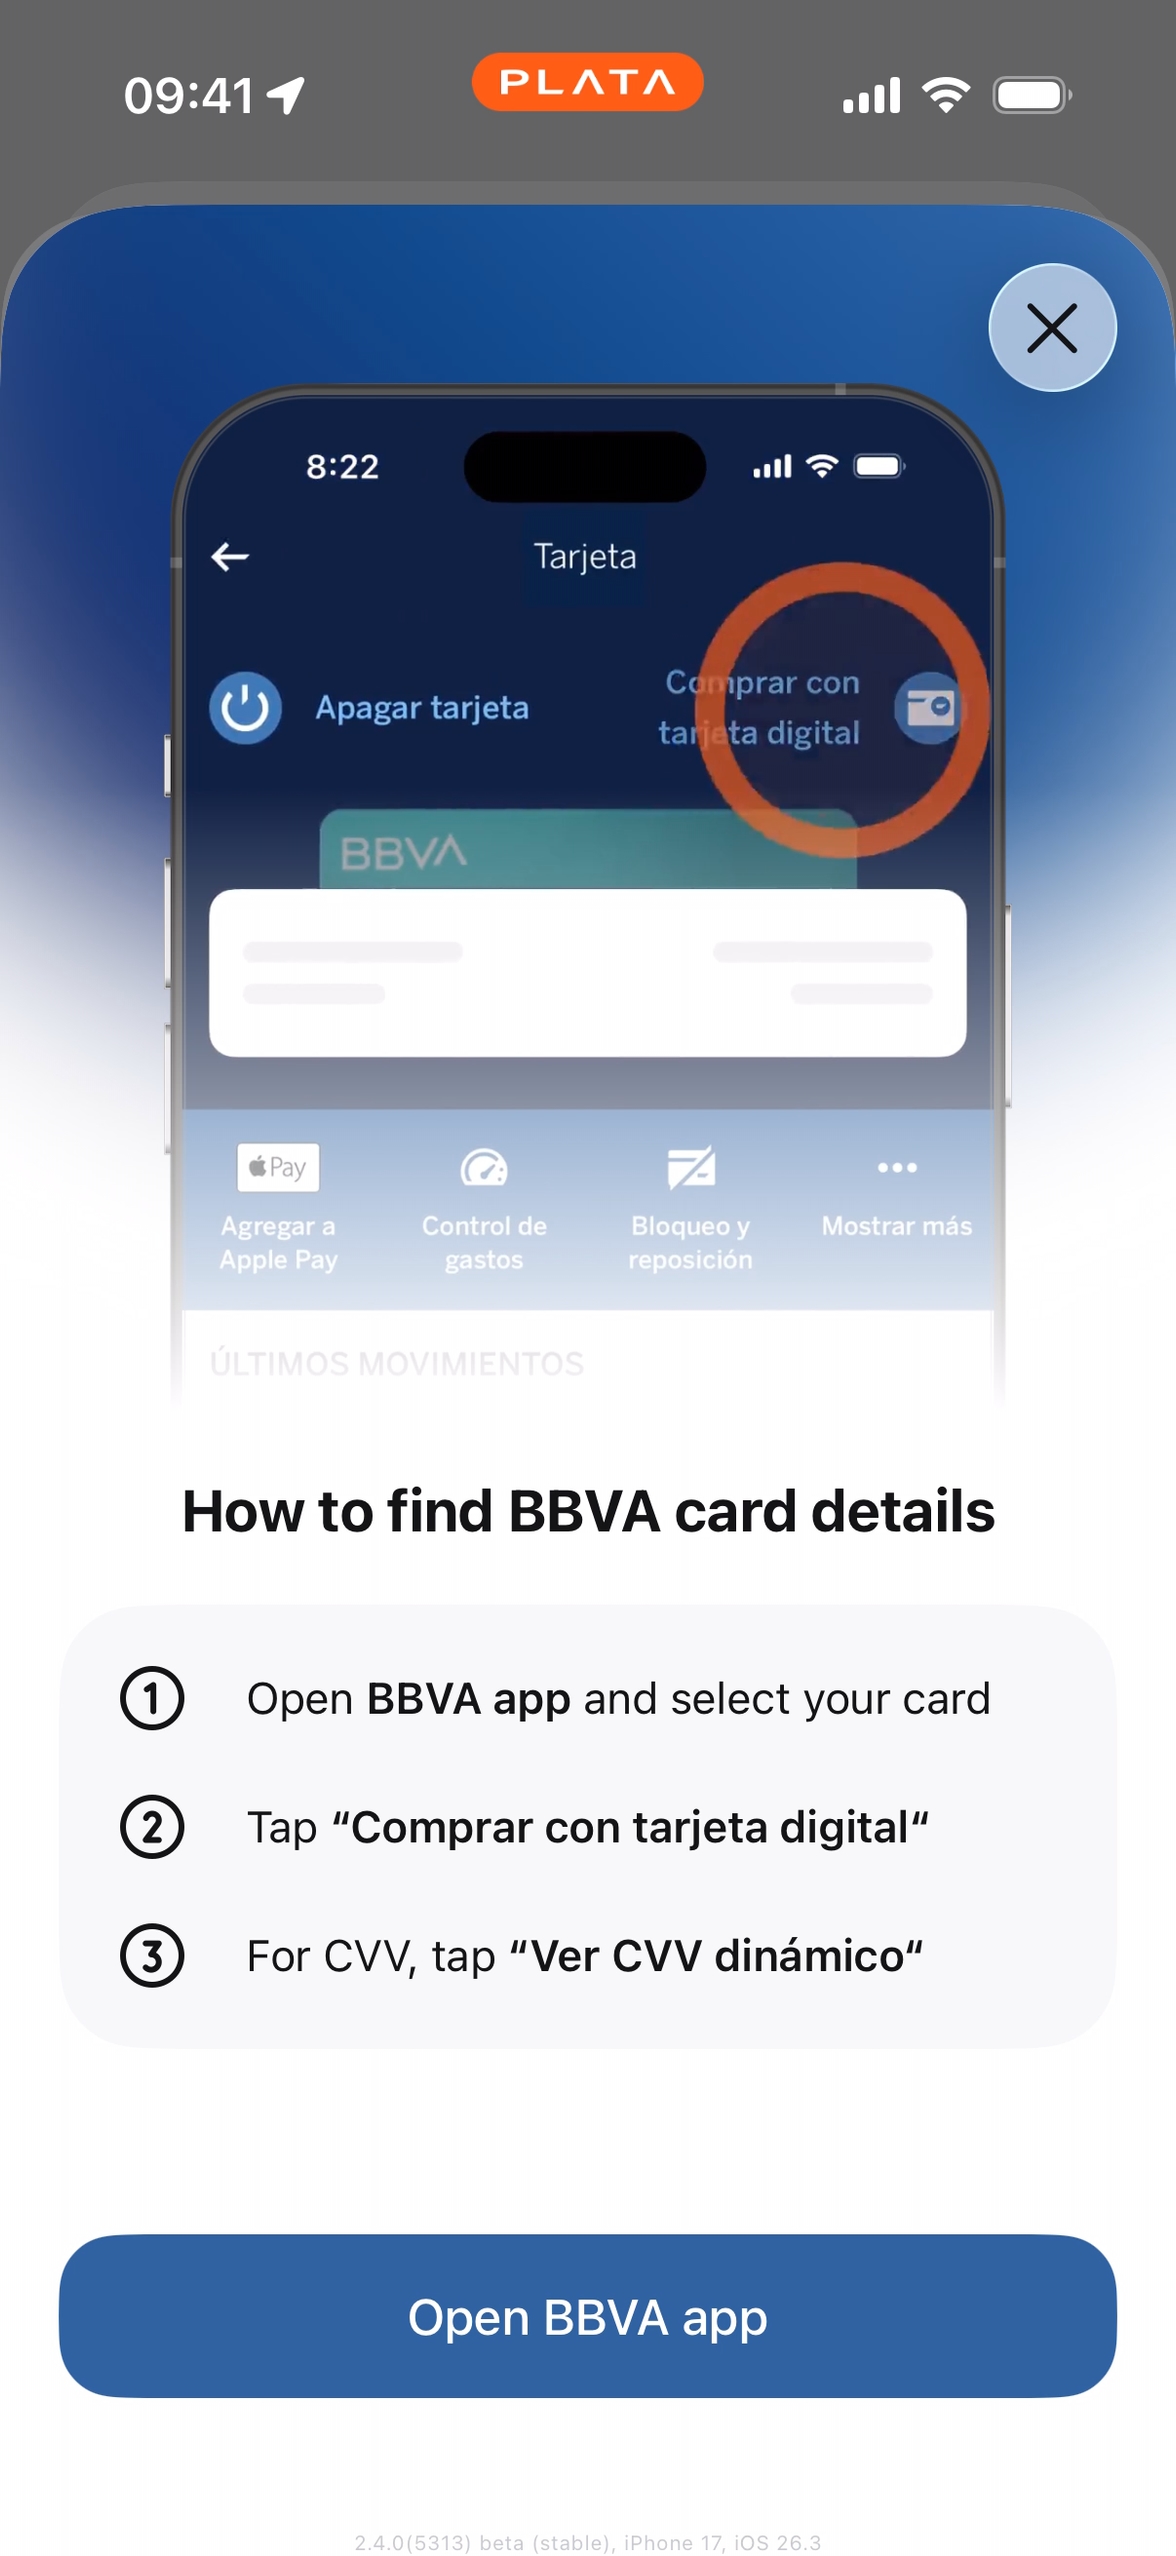 09:41
PLATA
8:22
Tarjeta
Apagar tarjeta
Comprar con
tarjeta digital
BBVA
Pay
Agregar a
Apple Pay
Control de
gastos
Bloqueo y
reposición
Mostrar más
ÚLTIMOS MOVIMIENTOS
How to find BBVA card details
1 Open BBVA app and select your card
2 Tap “Comprar con tarjeta digital“
3 For CVV, tap “Ver CVV dinámico“
Open BBVA app
2.4.0(5313) beta (stable), iPhone 17, iOS 26.3